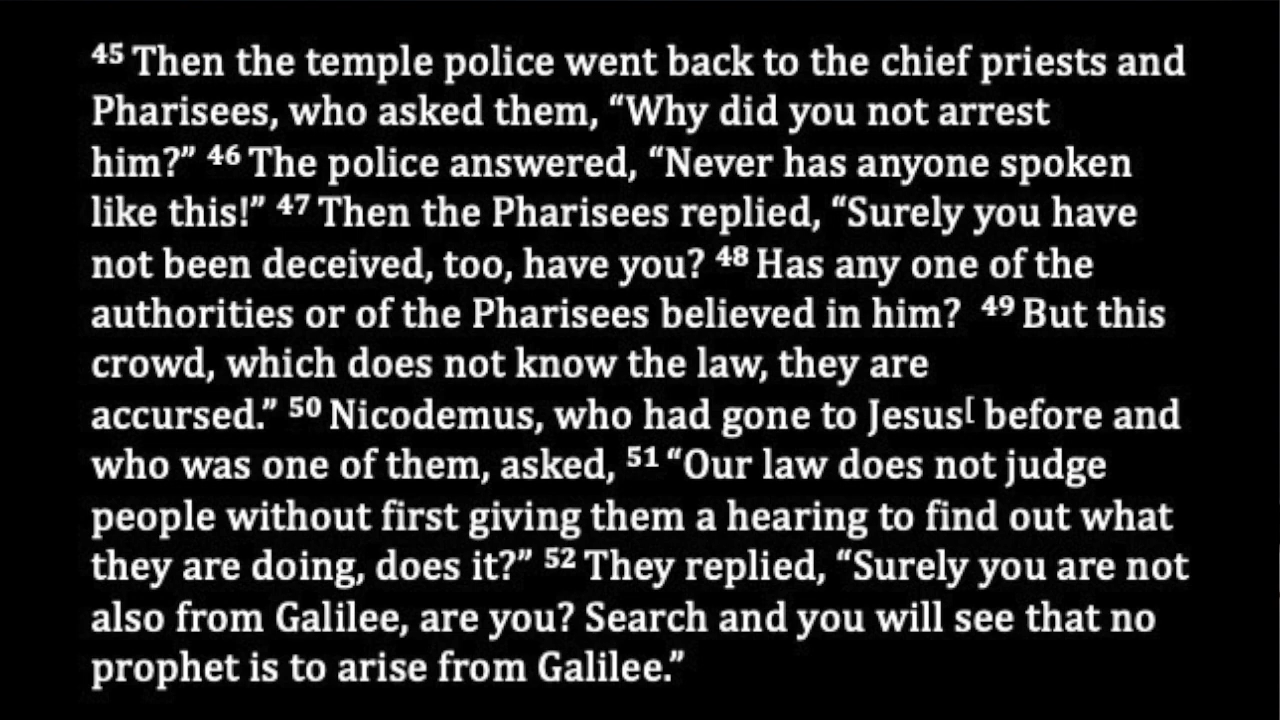 45 Then the temple police went back to the chief priests and
Pharisees, who asked them, “Why did you not arrest
him?” 46 The police answered, “Never has anyone spoken
like this!” 47 Then the Pharisees replied, “Surely you have
not been deceived, too, have you? 48 Has any one of the
authorities or of the Pharisees believed in him?  49 But this
crowd, which does not know the law, they are
accursed.” 50 Nicodemus, who had gone to Jesus[ before and
who was one of them, asked, 51 “Our law does not judge
people without first giving them a hearing to find out what
they are doing, does it?” 52 They replied, “Surely you are not
also from Galilee, are you? Search and you will see that no
prophet is to arise from Galilee.”